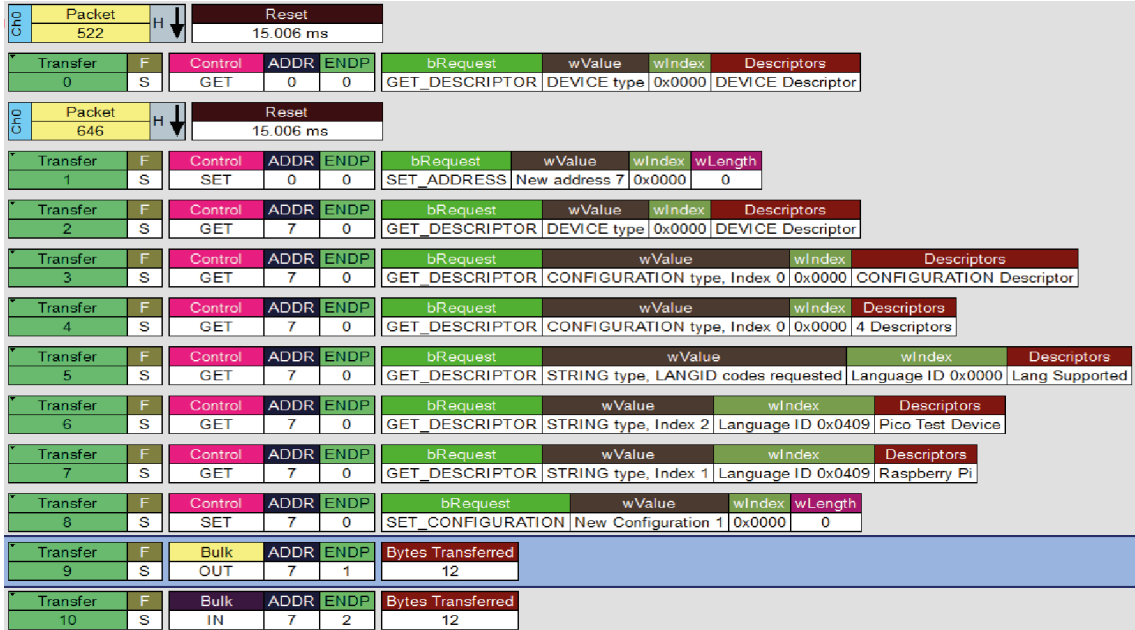 Ch0 Packet H Reset
522 15.006 ms
Transfer F Control ADDR ENDP bRequest wValue wIndex Descriptors
0 S GET 0 0 GET_DESCRIPTOR DEVICE type 0x0000 DEVICE Descriptor
Ch0 Packet H Reset
646 15.006 ms
Transfer F Control ADDR ENDP bRequest wValue wIndex wLength
1 S SET 0 0 SET_ADDRESS New address 7 0x0000 0
Transfer F Control ADDR ENDP bRequest wValue wIndex Descriptors
2 S GET 7 0 GET_DESCRIPTOR DEVICE type 0x0000 DEVICE Descriptor
Transfer F Control ADDR ENDP bRequest wValue wIndex Descriptors
3 S GET 7 0 GET_DESCRIPTOR CONFIGURATION type, Index 0 0x0000 CONFIGURATION Descriptor
Transfer F Control ADDR ENDP bRequest wValue wIndex Descriptors
4 S GET 7 0 GET_DESCRIPTOR CONFIGURATION type, Index 0 0x0000 4 Descriptors
Transfer F Control ADDR ENDP bRequest wValue wIndex Descriptors
5 S GET 7 0 GET_DESCRIPTOR STRING type, LANGID codes requested Language ID 0x0000 Lang Supported
Transfer F Control ADDR ENDP bRequest wValue wIndex Descriptors
6 S GET 7 0 GET_DESCRIPTOR STRING type, Index 2 Language ID 0x0409 Pico Test Device
Transfer F Control ADDR ENDP bRequest wValue wIndex Descriptors
7 S GET 7 0 GET_DESCRIPTOR STRING type, Index 1 Language ID 0x0409 Raspberry Pi
Transfer F Control ADDR ENDP bRequest wValue wIndex wLength
8 S SET 7 0 SET_CONFIGURATION New Configuration 1 0x0000 0
Transfer F Bulk ADDR ENDP Bytes Transferred
9 S OUT 7 1 12
Transfer F Bulk ADDR ENDP Bytes Transferred
10 S IN 7 2 12